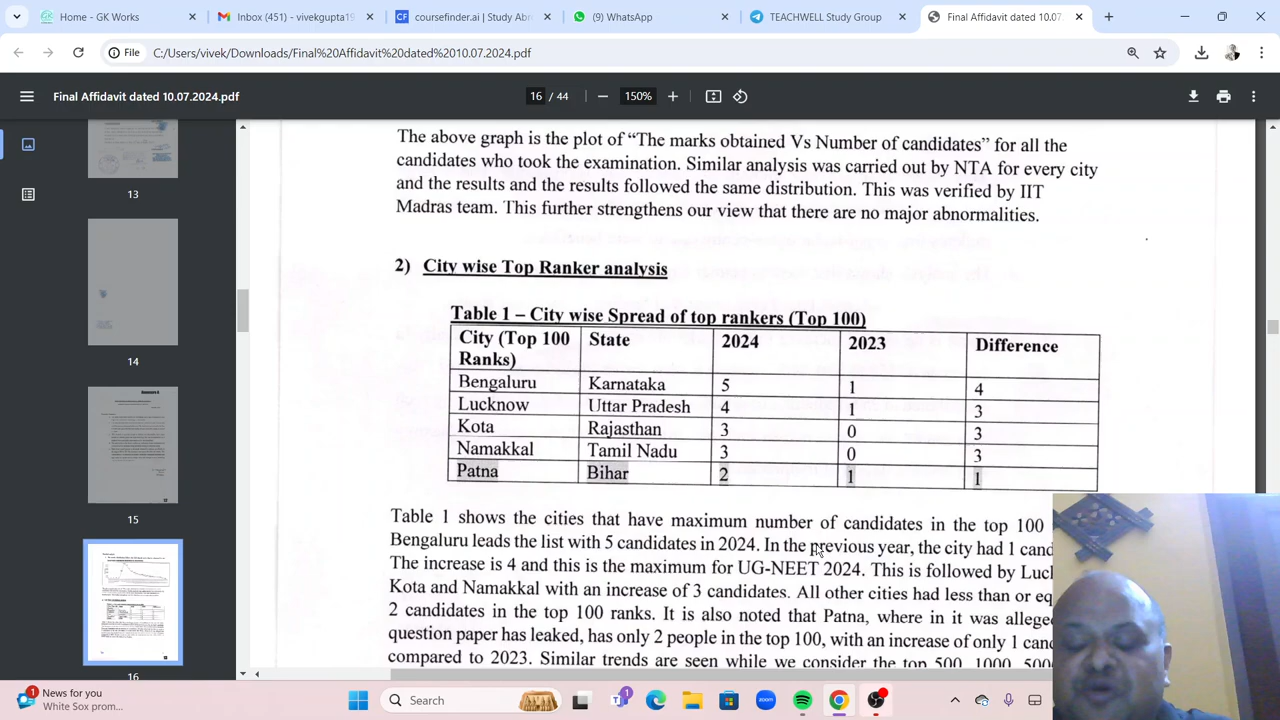 Home - GK Works
Inbox (451) - vivekgupta19
coursefinder.ai | Study Abr
(9) WhatsApp
TEACHWELL Study Group
Final Affidavit dated 10.07.
File
C:/Users/vivek/Downloads/Final%20Affidavit%20dated%2010.07.2024.pdf
Final Affidavit dated 10.07.2024.pdf
16 / 44
150%
13
14
15
16
The above graph is the plot of “The marks obtained Vs Number of candidates” for all the
candidates who took the examination. Similar analysis was carried out by NTA for every city
and the results and the results followed the same distribution. This was verified by IIT
Madras team. This further strengthens our view that there are no major abnormalities.
2) City wise Top Ranker analysis
Table 1 – City wise Spread of top rankers (Top 100)
City (Top 100 Ranks) State 2024 2023 Difference
Bengaluru Karnataka 5 1 4
Lucknow Uttar Pradesh 4 1 3
Kota Rajasthan 3 0 3
Namakkal Tamil Nadu 3 0 3
Patna Bihar 2 1 1
Table 1 shows the cities that have maximum number of candidates in the top 100
Bengaluru leads the list with 5 candidates in 2024. In the previous year, the city had 1 cand
The increase is 4 and this is the maximum for UG-NEET 2024. This is followed by Luc
Kota and Namakkal with an increase of 3 candidates. All other cities had less than or eq
2 candidates in the top 100 ranks. It is also noted that Patna, where in it was allege
question paper has leaked, has only 2 people in the top 100, with an increase of only 1 can
compared to 2023. Similar trends are seen while we consider the top 500, 1000, 500
News for you
White Sox prom...
Search